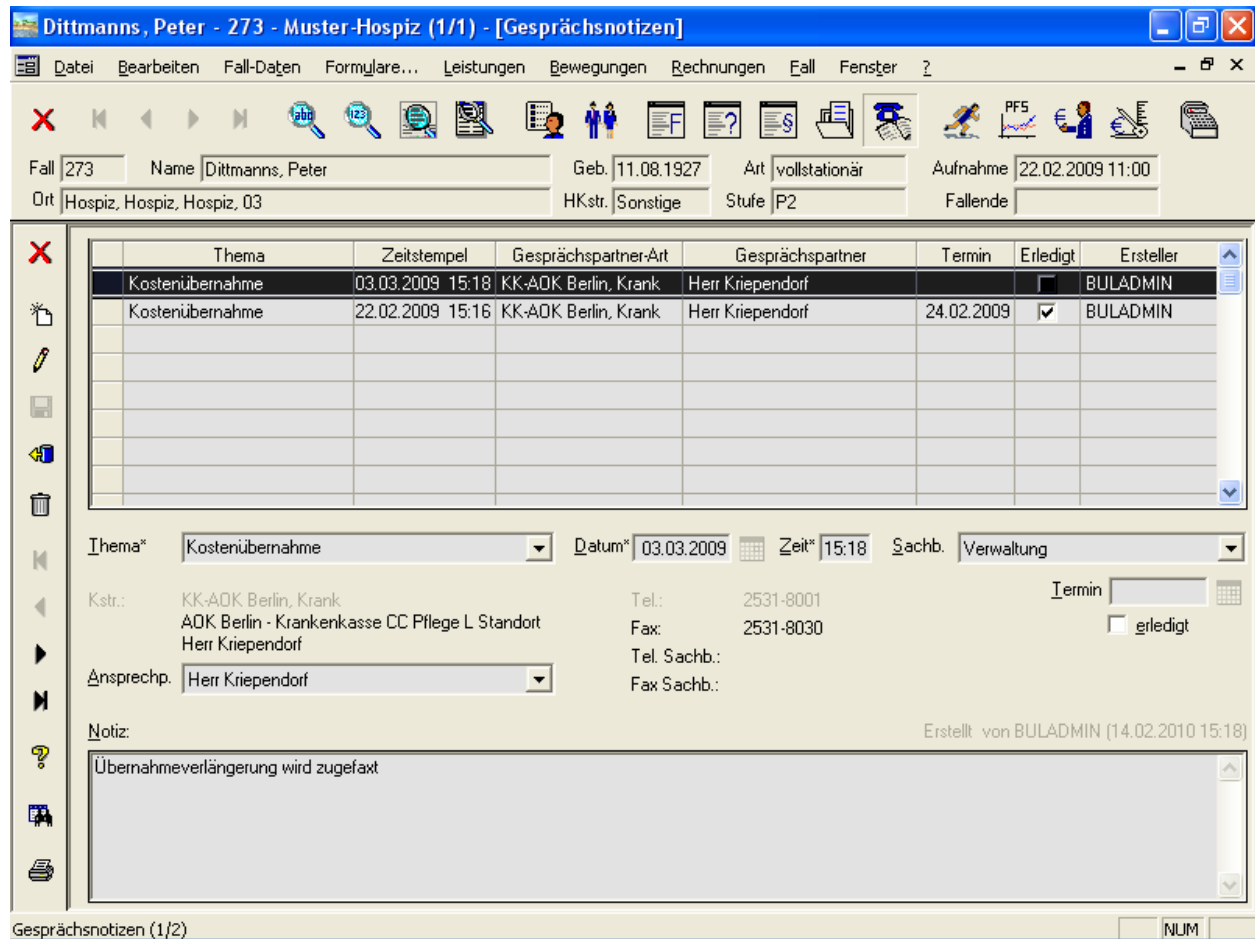 Dittmanns, Peter - 273 - Muster-Hospiz (1/1) - [Gesprächsnotizen]
Datei Bearbeiten Fall-Daten Formulare... Leistungen Bewegungen Rechnungen Fall Fenster ?
abd 123 F ? § PFS €
Fall 273 Name Dittmanns, Peter Geb. 11.08.1927 Art vollstationär Aufnahme 22.02.2009 11:00
Ort Hospiz, Hospiz, Hospiz, 03 HKstr. Sonstige Stufe P2 Fallende
Thema Zeitstempel Gesprächspartner-Art Gesprächspartner Termin Erledigt Ersteller
Kostenübernahme 03.03.2009 15:18 KK-AOK Berlin, Krank Herr Kriependorf BULADMIN
Kostenübernahme 22.02.2009 15:16 KK-AOK Berlin, Krank Herr Kriependorf 24.02.2009 BULADMIN
Thema* Kostenübernahme Datum* 03.03.2009 Zeit* 15:18 Sachb. Verwaltung
Termin
Kstr.: KK-AOK Berlin, Krank Tel.: 2531-8001
AOK Berlin - Krankenkasse CC Pflege L Standort Fax: 2531-8030 erledigt
Herr Kriependorf
Tel. Sachb.:
Ansprechp. Herr Kriependorf Fax Sachb.:
Notiz: Erstellt von BULADMIN (14.02.2010 15:18)
Übernahmeverlängerung wird zugefaxt
Gesprächsnotizen (1/2) NUM